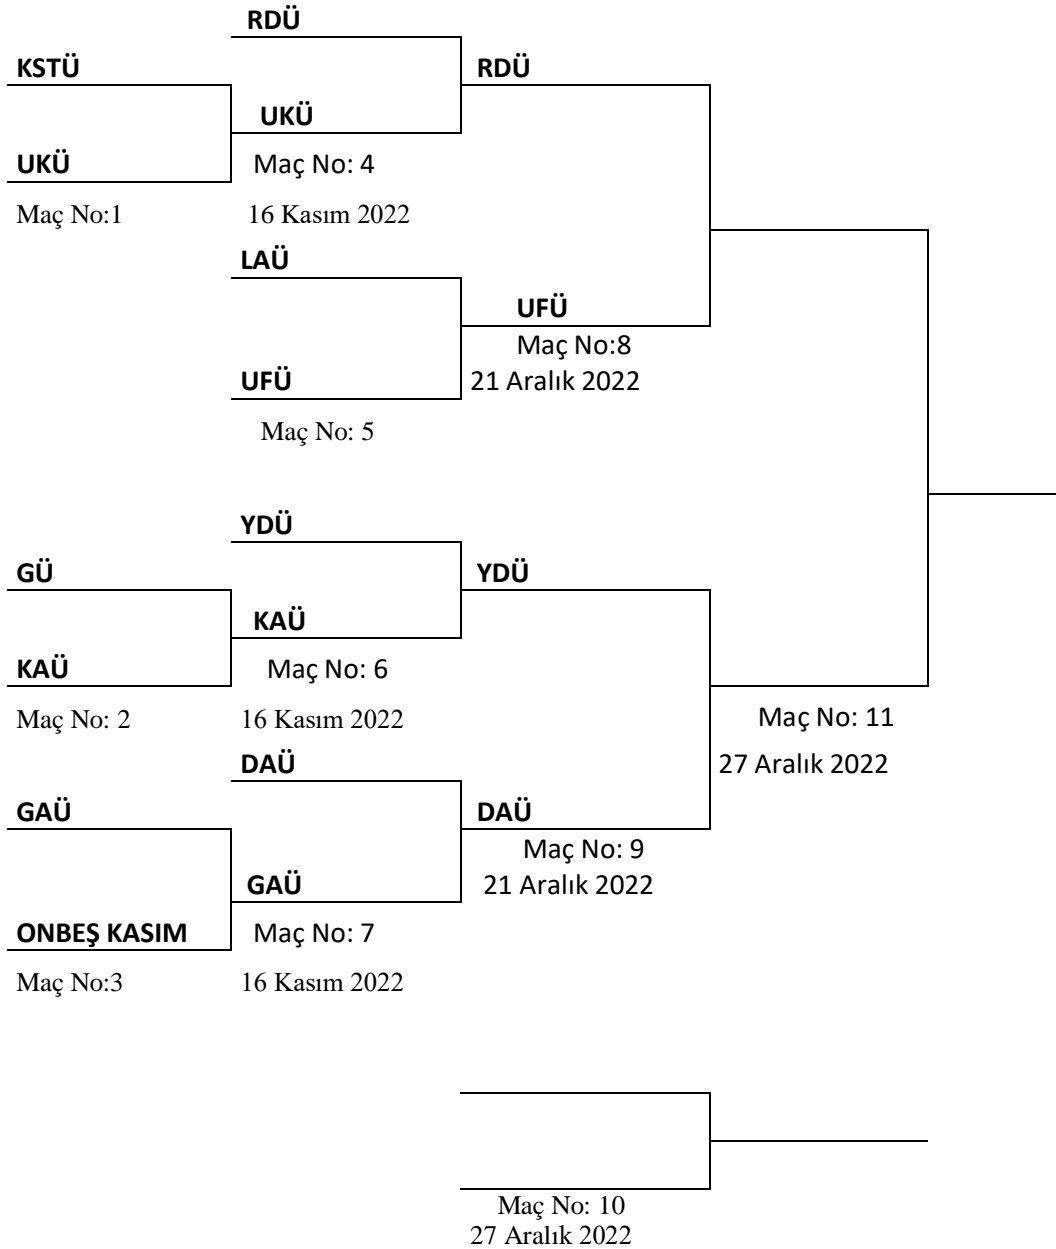 RDÜ
KSTÜ
RDÜ
UKÜ
UKÜ
Maç No: 4
Maç No:1
16 Kasım 2022
LAÜ
UFÜ
Maç No:8
UFÜ
21 Aralık 2022
Maç No: 5
YDÜ
GÜ
YDÜ
KAÜ
KAÜ
Maç No: 6
Maç No: 2
16 Kasım 2022
Maç No: 11
DAÜ
27 Aralık 2022
GAÜ
DAÜ
Maç No: 9
GAÜ
21 Aralık 2022
ONBEŞ KASIM
Maç No: 7
Maç No:3
16 Kasım 2022
Maç No: 10
27 Aralık 2022